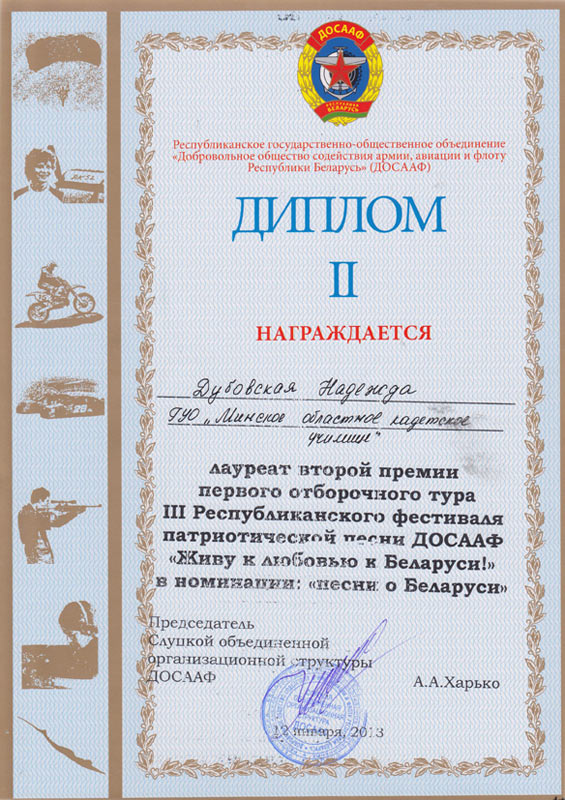 ДОСААФ
РЕСПУБЛИКА
БЕЛАРУСЬ
Республиканское государственно-общественное объединение
«Добровольное общество содействия армии, авиации и флоту
Республики Беларусь» (ДОСААФ)
ДИПЛОМ
II
НАГРАЖДАЕТСЯ
Дубовская Надежда
ГУО „Минское областное кадетское
училище"
лауреат второй премии
первого отборочного тура
III Республиканского фестиваля
патриотической песни ДОСААФ
«Живу к любовью к Беларуси!»
в номинации: «песни о Беларуси»
Председатель
Слуцкой объединенной
организационной структуры
ДОСААФ
А.А.Харько
12 января, 2013